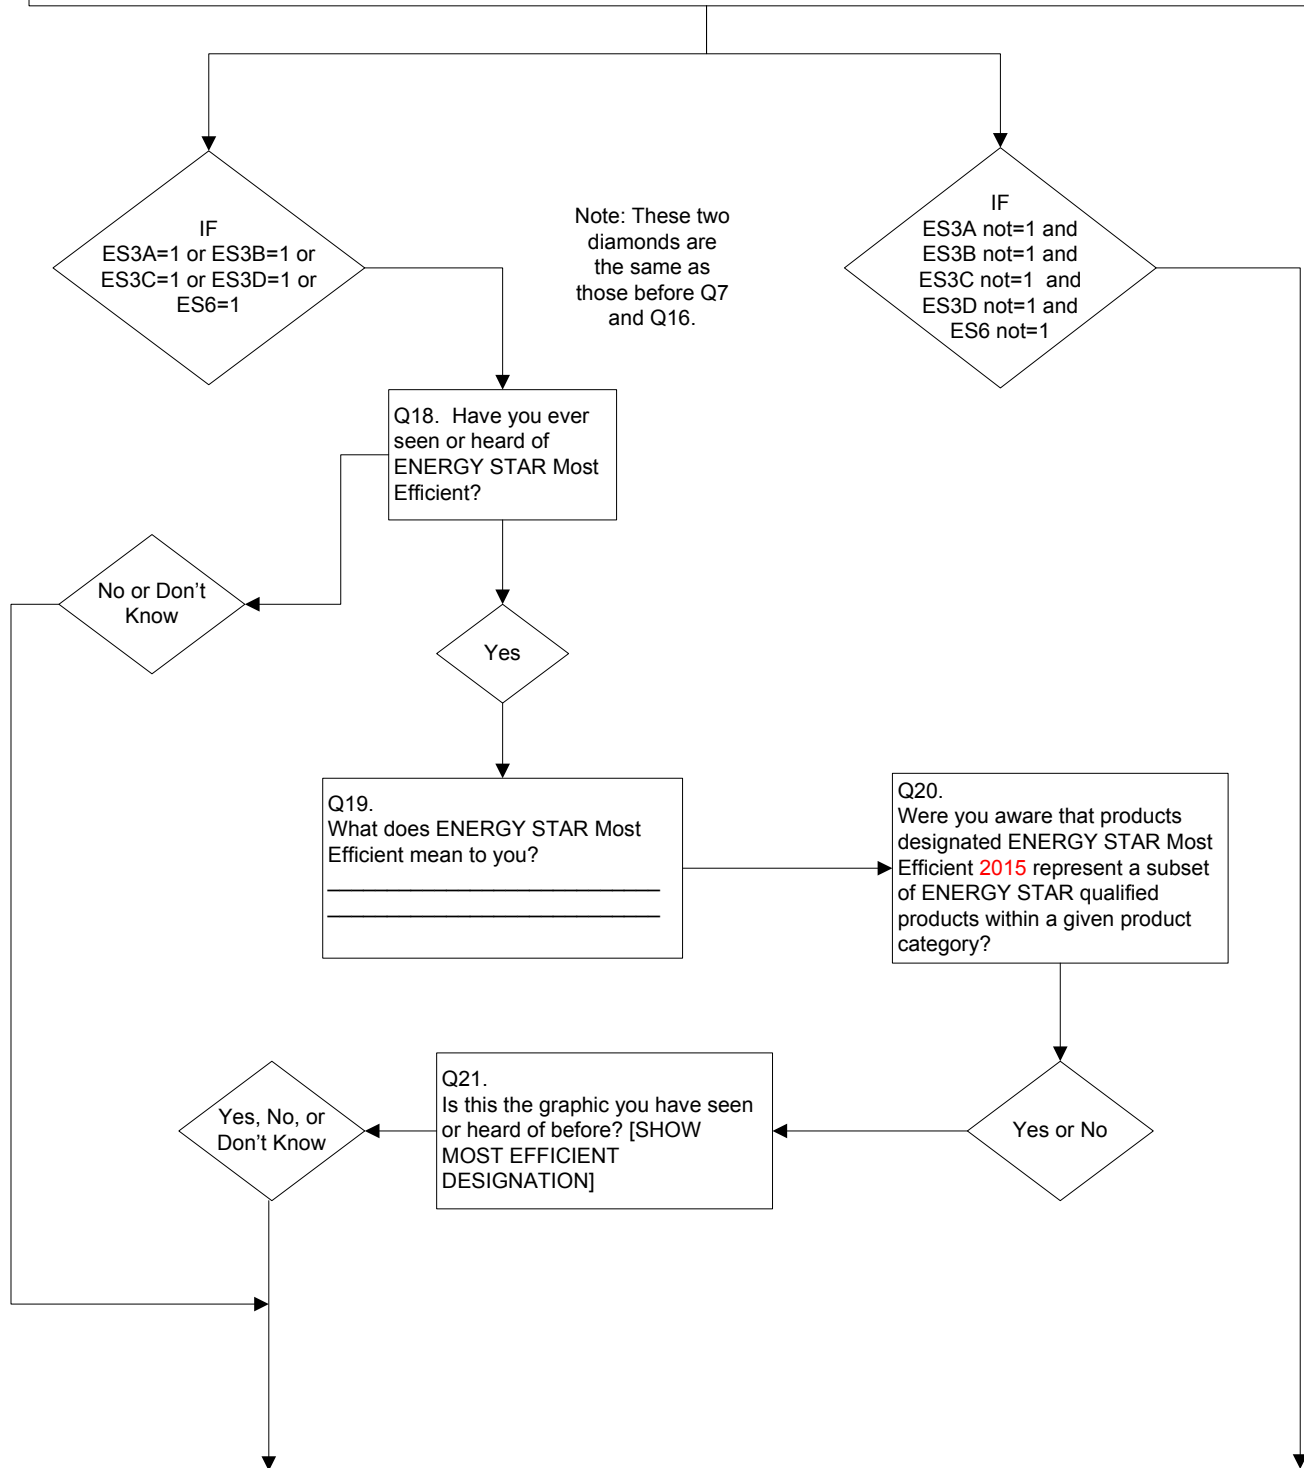 IF
ES3A=1 or ES3B=1 or
ES3C=1 or ES3D=1 or
ES6=1
Note: These two
diamonds are
the same as
those before Q7
and Q16.
IF
ES3A not=1 and
ES3B not=1 and
ES3C not=1  and
ES3D not=1 and
ES6 not=1
Q18.  Have you ever
seen or heard of
ENERGY STAR Most
Efficient?
No or Don't
Know
Yes
Q19.
What does ENERGY STAR Most
Efficient mean to you?
Q20.
Were you aware that products
designated ENERGY STAR Most
Efficient 2015 represent a subset
of ENERGY STAR qualified
products within a given product
category?
Yes or No
Q21.
Is this the graphic you have seen
or heard of before? [SHOW
MOST EFFICIENT
DESIGNATION]
Yes, No, or
Don't Know